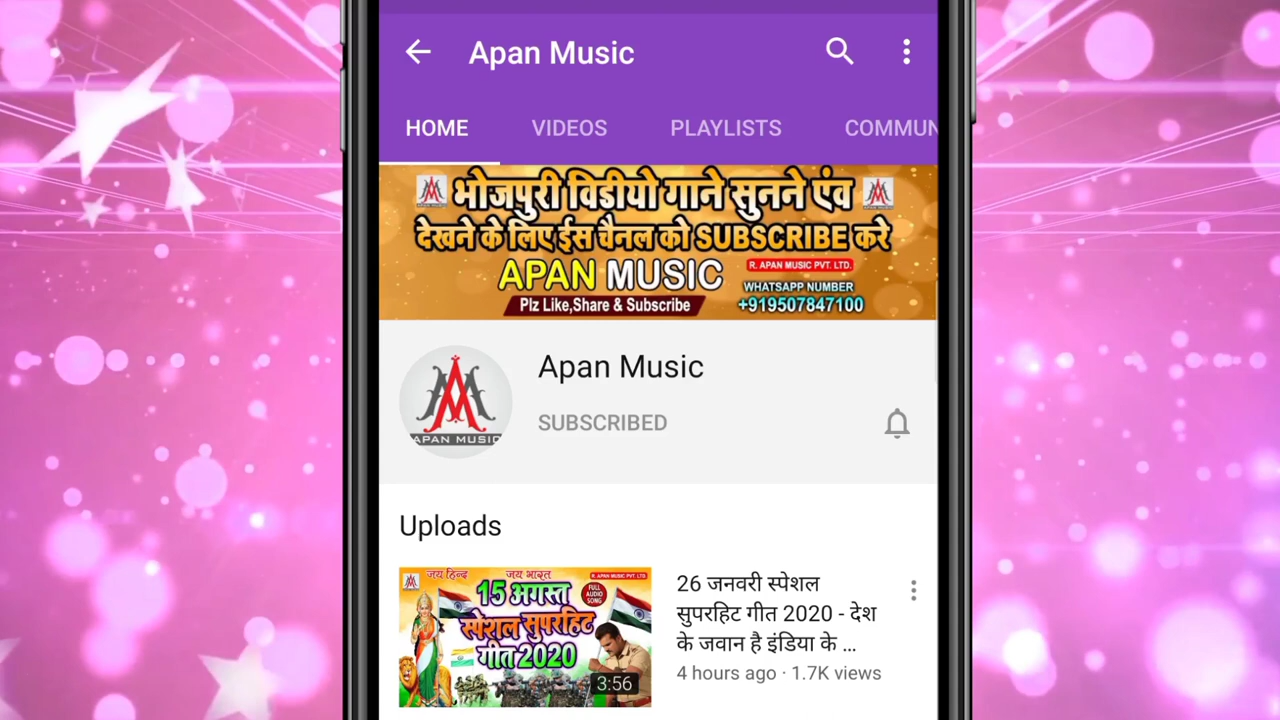 Apan Music
HOME VIDEOS PLAYLISTS COMMUN
भोजपुरी विडीयो गाने सुनने एंव
देखने के लिए ईस चैनल को SUBSCRIBE करे
APAN MUSIC
R. APAN MUSIC PVT. LTD.
Plz Like,Share & Subscribe
WHATSAPP NUMBER
+919507847100
Apan Music
SUBSCRIBED
APAN MUSIC
Uploads
जय हिन्द जय भारत
R. APAN MUSIC PVT. LTD
15 अगस्त
FULL
AUDIO
SONG
स्पेशल सुपरहिट
गीत 2020
3:56
26 जनवरी स्पेशल
सुपरहिट गीत 2020 - देश
के जवान है इंडिया के ...
4 hours ago · 1.7K views